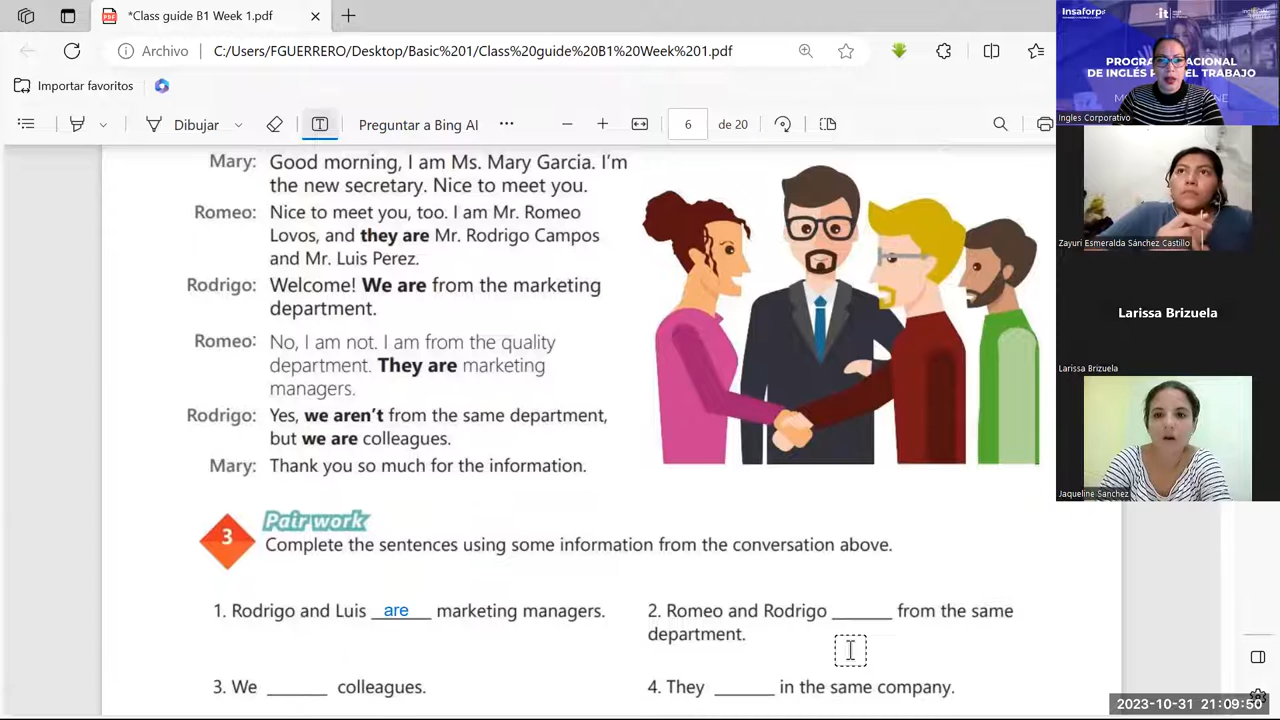 *Class guide B1 Week 1.pdf
Archivo
C:/Users/FGUERRERO/Desktop/Basic%201/Class%20guide%20B1%20Week%201.pdf
Importar favoritos
Dibujar
Preguntar a Bing AI
6
de 20
Mary: Good morning, I am Ms. Mary Garcia. I'm
the new secretary. Nice to meet you.
Romeo: Nice to meet you, too. I am Mr. Romeo
Lovos, and they are Mr. Rodrigo Campos
and Mr. Luis Perez.
Rodrigo: Welcome! We are from the marketing
department.
Romeo: No, I am not. I am from the quality
department. They are marketing
managers.
Rodrigo: Yes, we aren't from the same department,
but we are colleagues.
Mary: Thank you so much for the information.
3
Pair work
Complete the sentences using some information from the conversation above.
1. Rodrigo and Luis are marketing managers.
2. Romeo and Rodrigo ______ from the same
department.
3. We ______ colleagues.
4. They ______ in the same company.
Insaforp
it
Ingles Corporativo
Zayuri Esmeralda Sánchez Castillo
Larissa Brizuela
Larissa Brizuela
Jaqueline Sanchez
2023-10-31 21:09:50